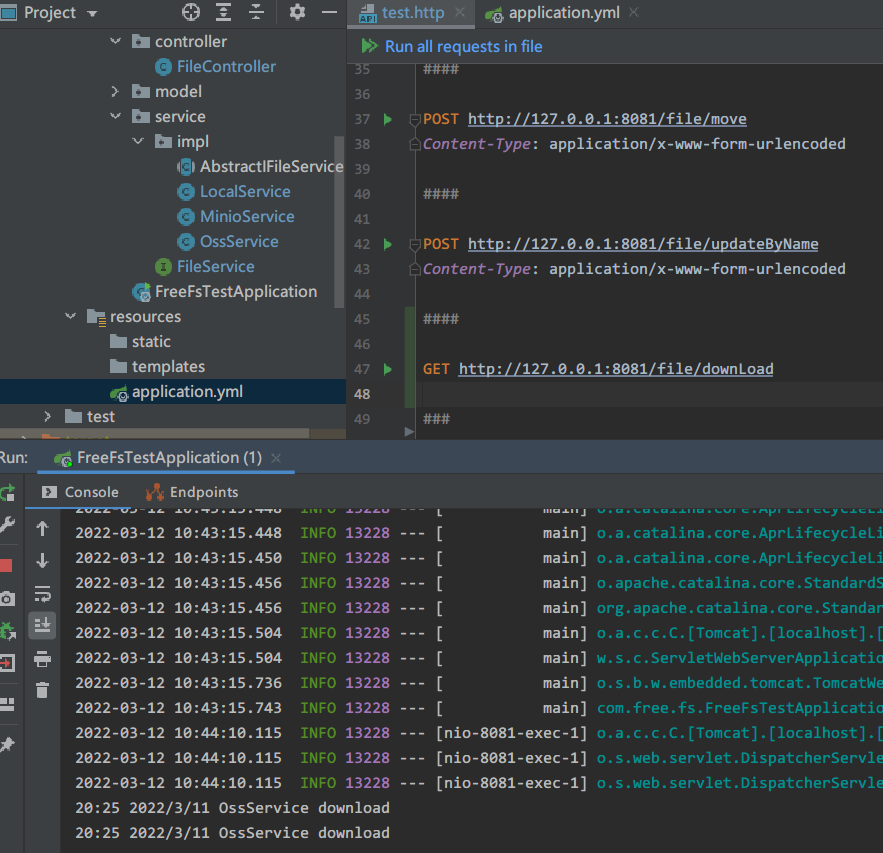 Project
controller
FileController
model
service
impl
AbstractIFileService
LocalService
MinioService
OssService
FileService
FreeFsTestApplication
resources
static
templates
application.yml
test
test.http
application.yml
API
Run all requests in file
35 ####
36
37 POST http://127.0.0.1:8081/file/move
38 Content-Type: application/x-www-form-urlencoded
39
40 ####
41
42 POST http://127.0.0.1:8081/file/updateByName
43 Content-Type: application/x-www-form-urlencoded
44
45 ####
46
47 GET http://127.0.0.1:8081/file/downLoad
48
49 ###
Run:
FreeFsTestApplication (1)
Console
Endpoints
2022-03-12 10:43:15.448 INFO 13228 --- [ main] o.a.catalina.core.AprLifecycleLi
2022-03-12 10:43:15.448 INFO 13228 --- [ main] o.a.catalina.core.AprLifecycleLi
2022-03-12 10:43:15.450 INFO 13228 --- [ main] o.a.catalina.core.AprLifecycleLi
2022-03-12 10:43:15.456 INFO 13228 --- [ main] o.apache.catalina.core.StandardS
2022-03-12 10:43:15.456 INFO 13228 --- [ main] org.apache.catalina.core.Standar
2022-03-12 10:43:15.504 INFO 13228 --- [ main] o.a.c.c.C.[Tomcat].[localhost].[
2022-03-12 10:43:15.504 INFO 13228 --- [ main] w.s.c.ServletWebServerApplicatio
2022-03-12 10:43:15.736 INFO 13228 --- [ main] o.s.b.w.embedded.tomcat.TomcatWe
2022-03-12 10:43:15.743 INFO 13228 --- [ main] com.free.fs.FreeFsTestApplicatio
2022-03-12 10:44:10.115 INFO 13228 --- [nio-8081-exec-1] o.a.c.c.C.[Tomcat].[localhost].[
2022-03-12 10:44:10.115 INFO 13228 --- [nio-8081-exec-1] o.s.web.servlet.DispatcherServle
2022-03-12 10:44:10.115 INFO 13228 --- [nio-8081-exec-1] o.s.web.servlet.DispatcherServle
20:25 2022/3/11 OssService download
20:25 2022/3/11 OssService download